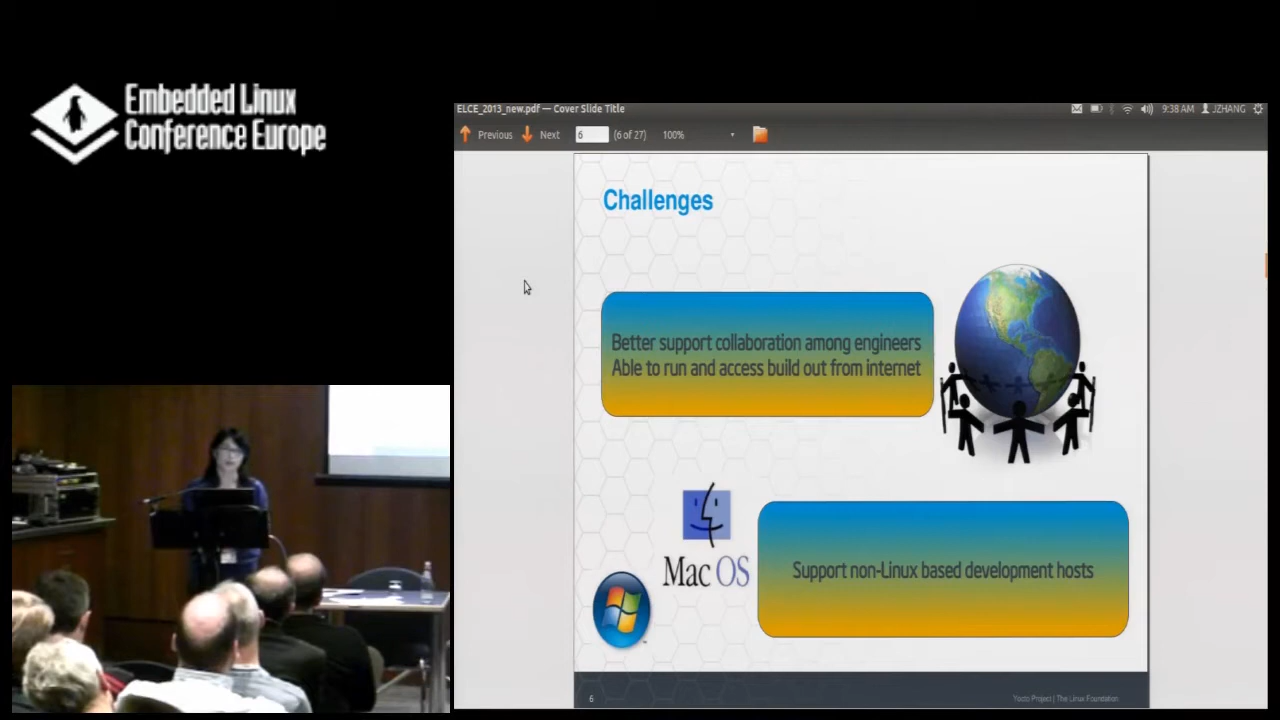 Embedded Linux
Conference Europe
ELCE_2013_new.pdf — Cover Slide Title
9:38 AM JZHANG
Previous Next 6 (6 of 27) 100%
Challenges
Better support collaboration among engineers
Able to run and access build out from internet
Mac OS
Support non-Linux based development hosts
6
Yocto Project | The Linux Foundation